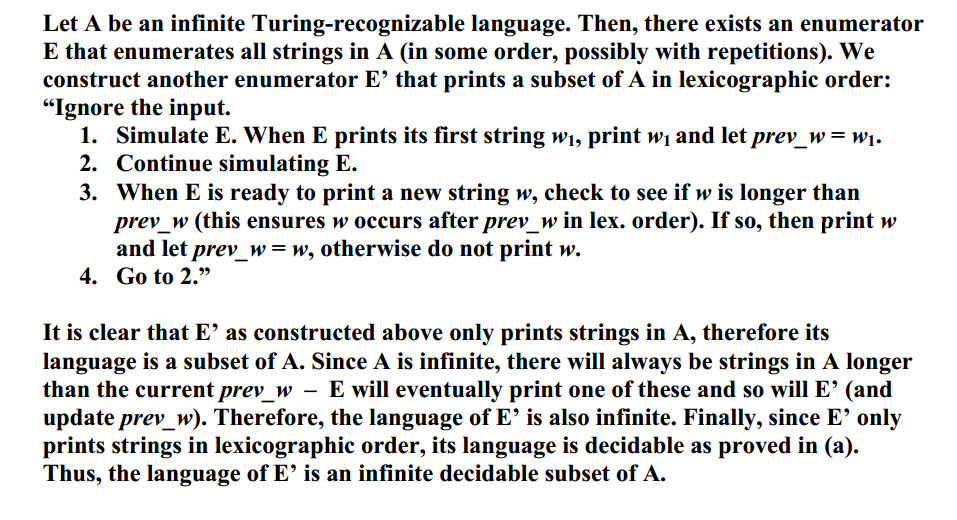 Let A be an infinite Turing-recognizable language. Then, there exists an enumerator
E that enumerates all strings in A (in some order, possibly with repetitions). We
construct another enumerator E’ that prints a subset of A in lexicographic order:
“Ignore the input.
1. Simulate E. When E prints its first string w₁, print w₁ and let prev_w = w₁.
2. Continue simulating E.
3. When E is ready to print a new string w, check to see if w is longer than
prev_w (this ensures w occurs after prev_w in lex. order). If so, then print w
and let prev_w = w, otherwise do not print w.
4. Go to 2.”
It is clear that E’ as constructed above only prints strings in A, therefore its
language is a subset of A. Since A is infinite, there will always be strings in A longer
than the current prev_w – E will eventually print one of these and so will E’ (and
update prev_w). Therefore, the language of E’ is also infinite. Finally, since E’ only
prints strings in lexicographic order, its language is decidable as proved in (a).
Thus, the language of E’ is an infinite decidable subset of A.